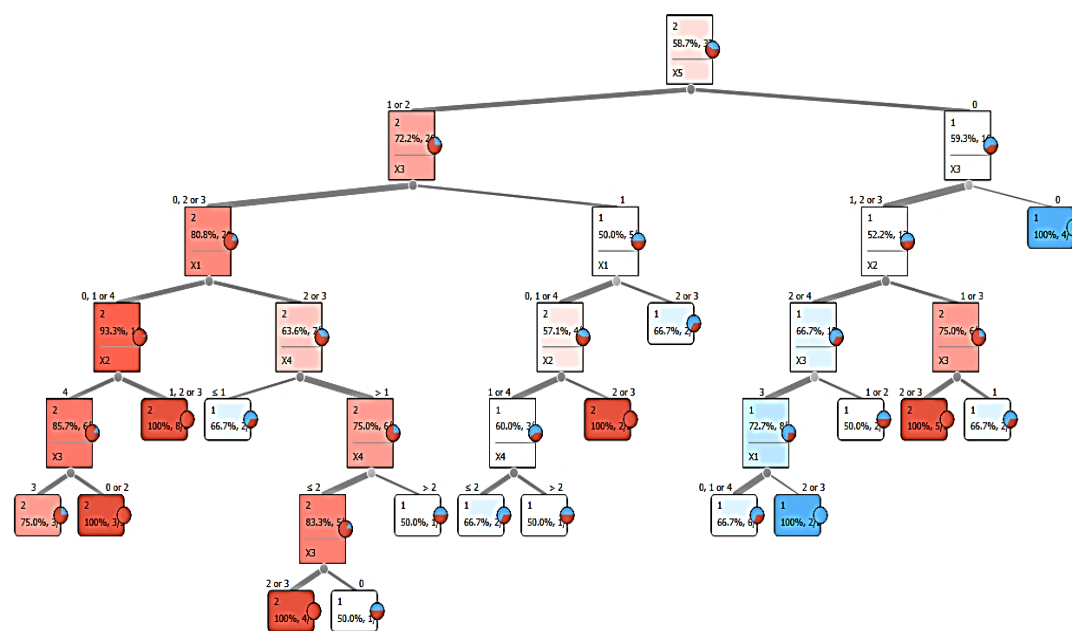 2
58.7%, 3
X5
1 or 2
2
72.2%, 2
X3
0
1
59.3%, 1
X3
0, 2 or 3
2
80.8%, 2
X1
1
1
50.0%, 5
X1
1, 2 or 3
1
52.2%, 1
X2
0
1
100%, 4/
0, 1 or 4
2
93.3%, 1
X2
2 or 3
2
63.6%, 7
X4
0, 1 or 4
2
57.1%, 4
X2
2 or 3
1
66.7%, 2/
2 or 4
1
66.7%, 1
X3
1 or 3
2
75.0%, 6
X3
4
2
85.7%, 6
X3
1, 2 or 3
2
100%, 8/
≤ 1
1
66.7%, 2/
> 1
2
75.0%, 6
X4
1 or 4
1
60.0%, 3
X4
2 or 3
2
100%, 2/
3
1
72.7%, 8
X1
1 or 2
1
50.0%, 2/
2 or 3
2
100%, 5/
1
1
66.7%, 2/
3
2
75.0%, 3/
0 or 2
2
100%, 3/
≤ 2
2
83.3%, 5
X3
> 2
1
50.0%, 1/
≤ 2
1
66.7%, 2/
> 2
1
50.0%, 1/
0, 1 or 4
1
66.7%, 6/
2 or 3
1
100%, 2/
2 or 3
2
100%, 4/
0
1
50.0%, 1/